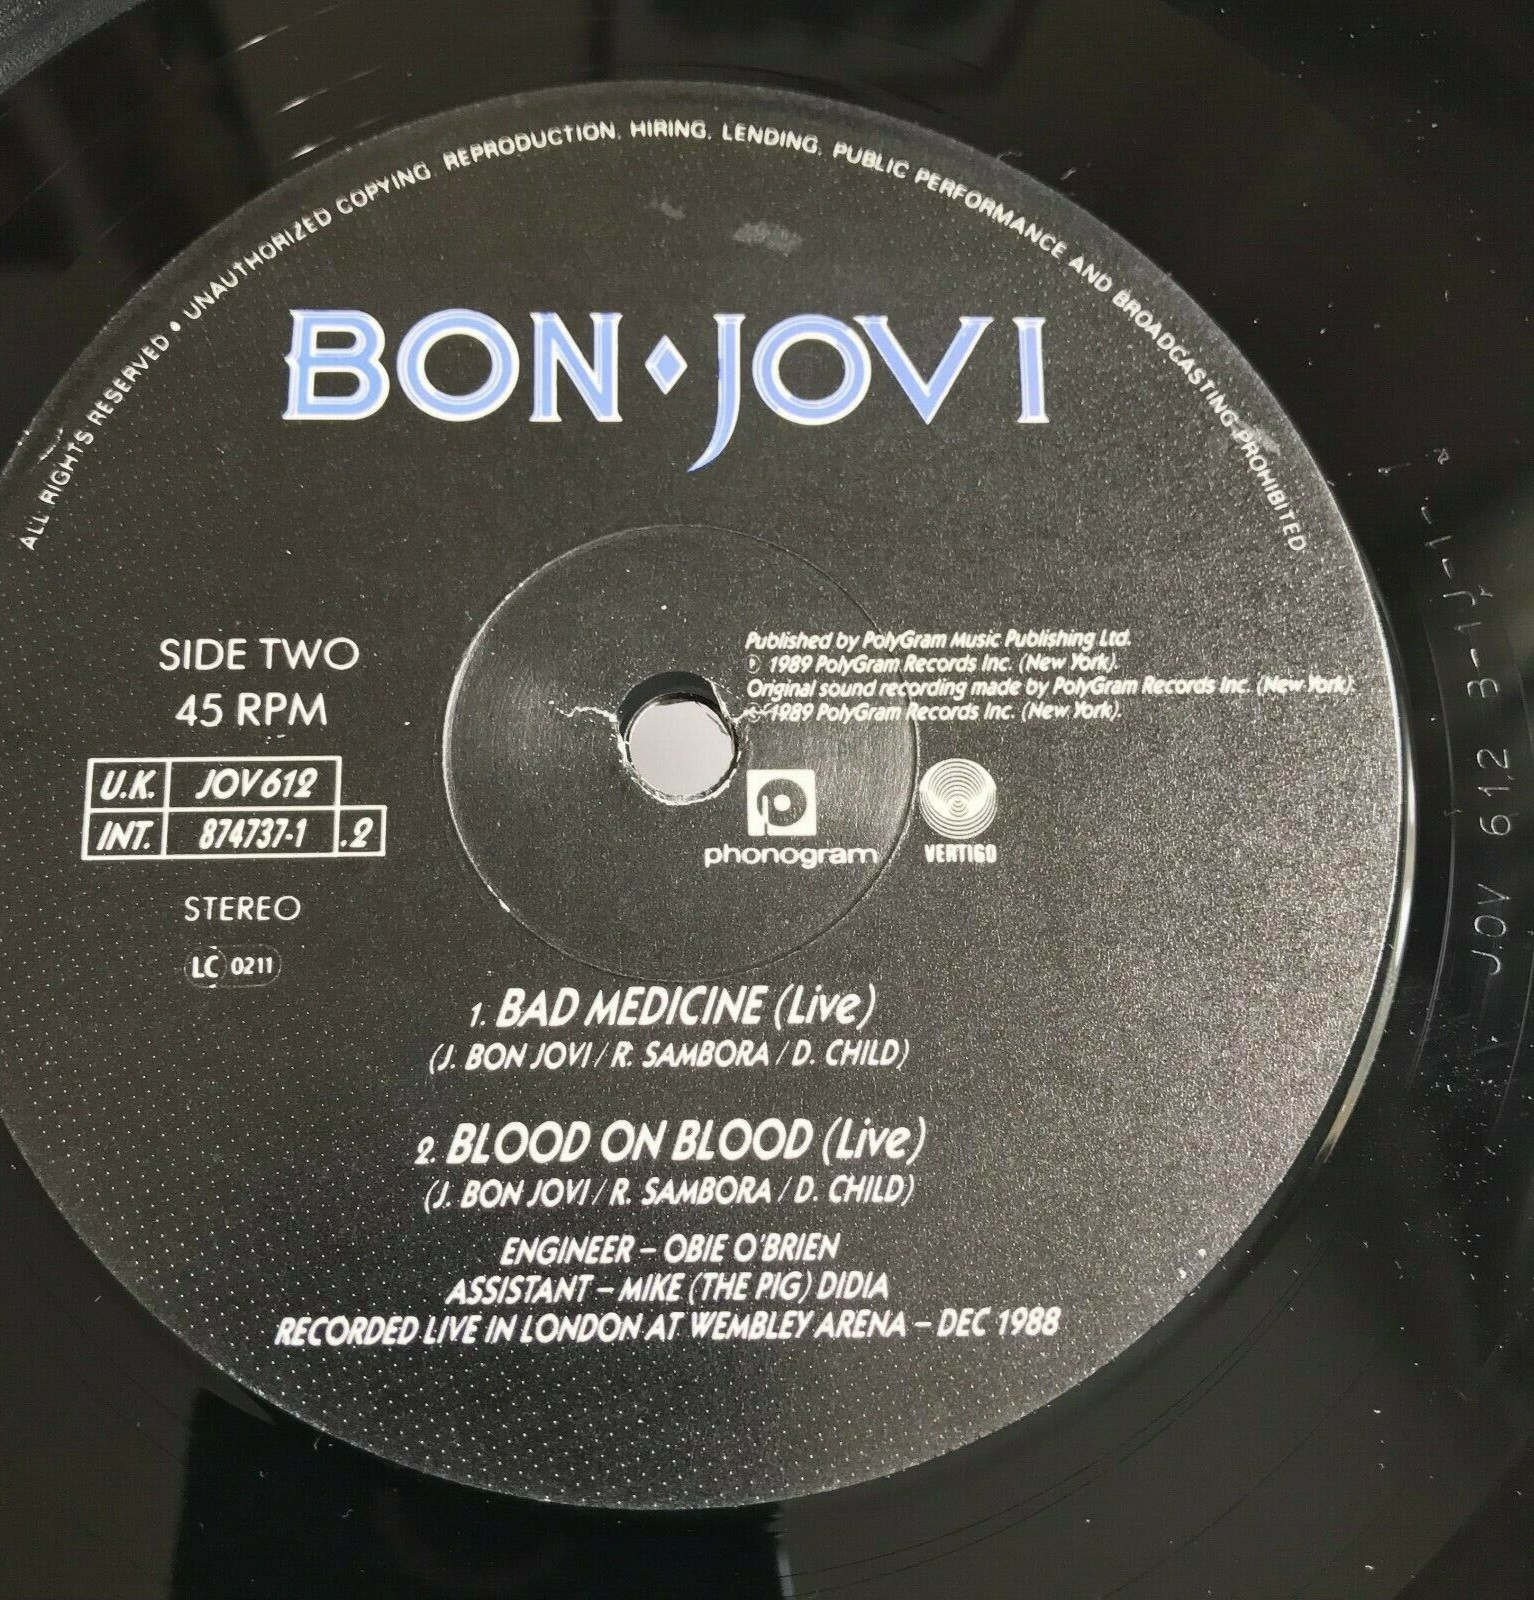 ALL RIGHTS RESERVED • UNAUTHORIZED COPYING, REPRODUCTION, HIRING, LENDING, PUBLIC PERFORMANCE AND BROADCASTING PROHIBITED
BON • JOVI
SIDE TWO
45 RPM
U.K. JOV 612
INT. 874737-1 .2
STEREO
LC 0211
Published by PolyGram Music Publishing Ltd.
℗ 1989 PolyGram Records Inc. (New York).
Original sound recording made by PolyGram Records Inc. (New York).
© 1989 PolyGram Records Inc. (New York).
phonogram
VERTIGO
1. BAD MEDICINE (Live)
(J. BON JOVI / R. SAMBORA / D. CHILD)
2. BLOOD ON BLOOD (Live)
(J. BON JOVI / R. SAMBORA / D. CHILD)
ENGINEER – OBIE O'BRIEN
ASSISTANT – MIKE (THE PIG) DIDIA
RECORDED LIVE IN LONDON AT WEMBLEY ARENA – DEC 1988
JOV 612